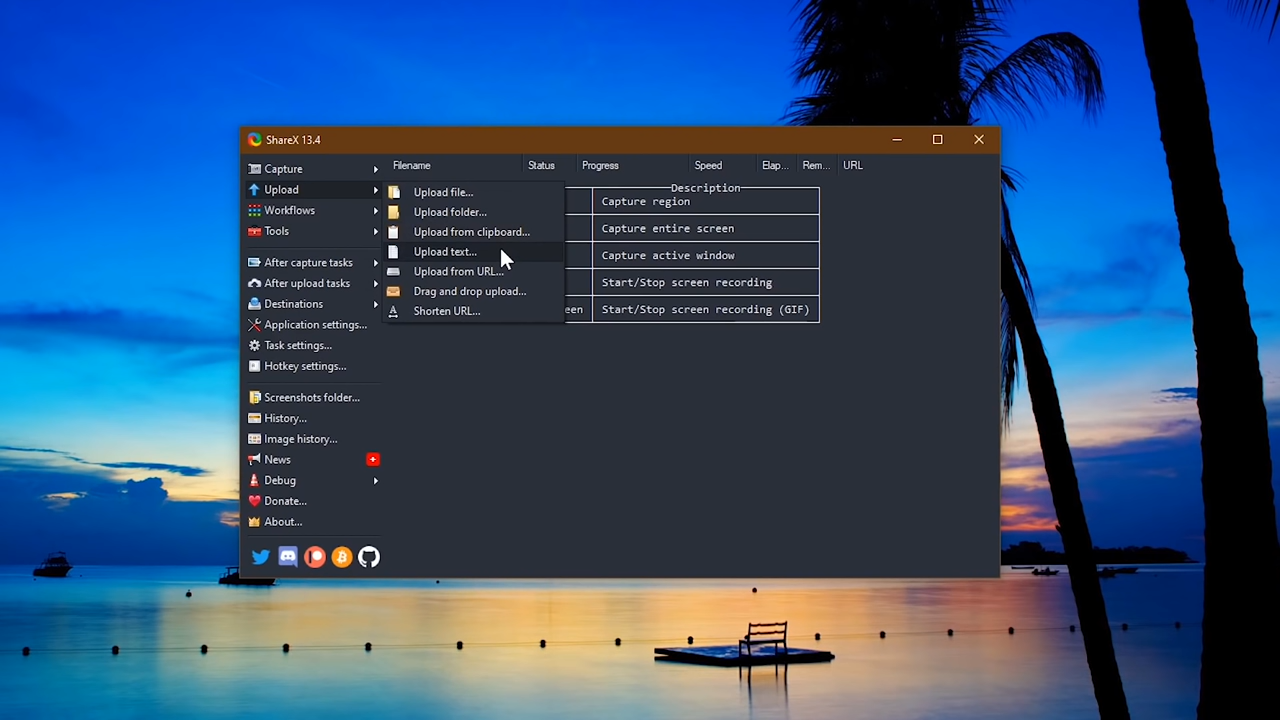 ShareX 13.4
Capture
Upload
Workflows
Tools
After capture tasks
After upload tasks
Destinations
Application settings...
Task settings...
Hotkey settings...
Screenshots folder...
History...
Image history...
News
Debug
Donate...
About...
Filename Status Progress Speed Elap... Rem... URL
Upload file...
Upload folder...
Upload from clipboard...
Upload text...
Upload from URL...
Drag and drop upload...
Shorten URL...
Description
Capture region
Capture entire screen
Capture active window
Start/Stop screen recording
een Start/Stop screen recording (GIF)